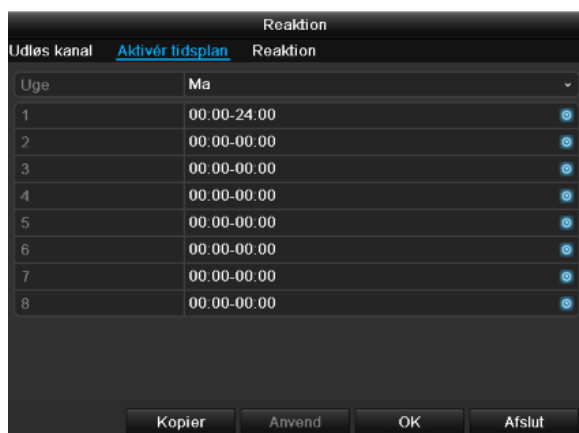 Reaktion
Udløs kanal Aktivér tidsplan Reaktion
Uge Ma
1 00:00-24:00
2 00:00-00:00
3 00:00-00:00
4 00:00-00:00
5 00:00-00:00
6 00:00-00:00
7 00:00-00:00
8 00:00-00:00
Kopier Anvend OK Afslut